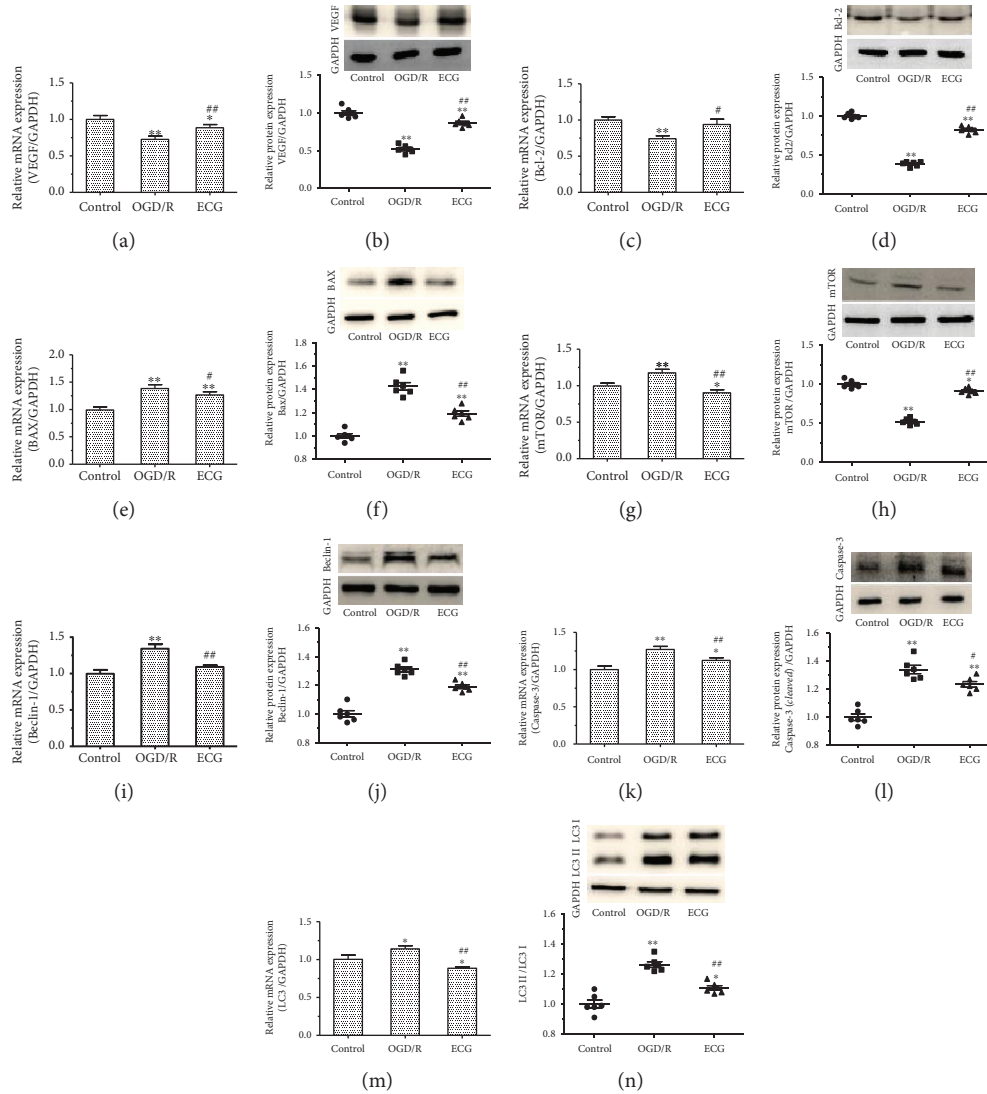 Relative mRNA expression
(VEGF/GAPDH)
1.5
1.0
0.5
0.0
**
##
*
Control OGD/R ECG
(a)
VEGF
GAPDH
Control OGD/R ECG
Relative protein expression
VEGF/GAPDH
1.5
1.0
0.5
0.0
**
##
**
Control OGD/R ECG
(b)
Relative mRNA expression
(Bcl-2/GAPDH)
1.5
1.0
0.5
0.0
**
#
Control OGD/R ECG
(c)
Bcl-2
GAPDH
Control OGD/R ECG
Relative protein expression
Bcl2/GAPDH
1.5
1.0
0.5
0.0
**
##
**
Control OGD/R ECG
(d)
Relative mRNA expression
(BAX/GAPDH)
2.0
1.5
1.0
0.5
0.0
**
#
**
Control OGD/R ECG
(e)
BAX
GAPDH
Control OGD/R ECG
Relative protein expression
Bax/GAPDH
1.6
1.4
1.2
1.0
0.8
**
##
**
Control OGD/R ECG
(f)
Relative mRNA expression
(mTOR/GAPDH)
1.5
1.0
0.5
0.0
**
##
*
Control OGD/R ECG
(g)
mTOR
GAPDH
Control OGD/R ECG
Relative protein expression
mTOR /GAPDH
1.5
1.0
0.5
0.0
**
##
*
Control OGD/R ECG
(h)
Relative mRNA expression
(Beclin-1/GAPDH)
1.5
1.0
0.5
0.0
**
##
Control OGD/R ECG
(i)
Beclin-1
GAPDH
Control OGD/R ECG
Relative protein expression
Beclin-1/GAPDH
1.6
1.4
1.2
1.0
0.8
**
##
**
Control OGD/R ECG
(j)
Relative mRNA expression
(Caspase-3/GAPDH)
1.5
1.0
0.5
0.0
**
##
*
Control OGD/R ECG
(k)
Caspase-3
GAPDH
Control OGD/R ECG
Relative protein expression
Caspase-3 (cleaved) /GAPDH
1.6
1.4
1.2
1.0
0.8
**
#
**
Control OGD/R ECG
(l)
Relative mRNA expression
(LC3 /GAPDH)
1.5
1.0
0.5
0.0
*
##
*
Control OGD/R ECG
(m)
LC3 I
LC3 II
GAPDH
Control OGD/R ECG
LC3 II /LC3 I
1.6
1.4
1.2
1.0
0.8
**
##
*
Control OGD/R ECG
(n)